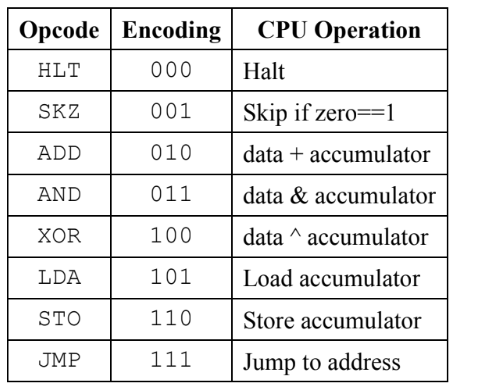 Opcode Encoding CPU Operation
HLT 000 Halt
SKZ 001 Skip if zero==1
ADD 010 data + accumulator
AND 011 data & accumulator
XOR 100 data ^ accumulator
LDA 101 Load accumulator
STO 110 Store accumulator
JMP 111 Jump to address